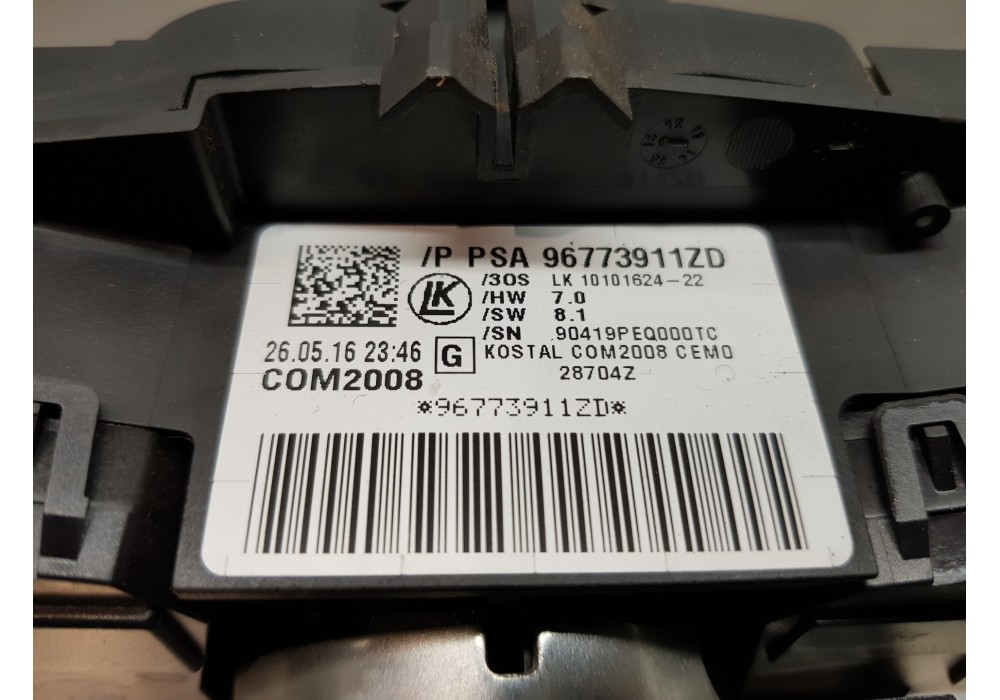 /P PSA 96773911ZD
LK
/3OS LK 10101624-22
/HW 7.0
/SW 8.1
/SN 90419PEQ000TC
26.05.16 23:46 G KOSTAL COM2008 CEM0
COM2008 28704Z
*96773911ZD*